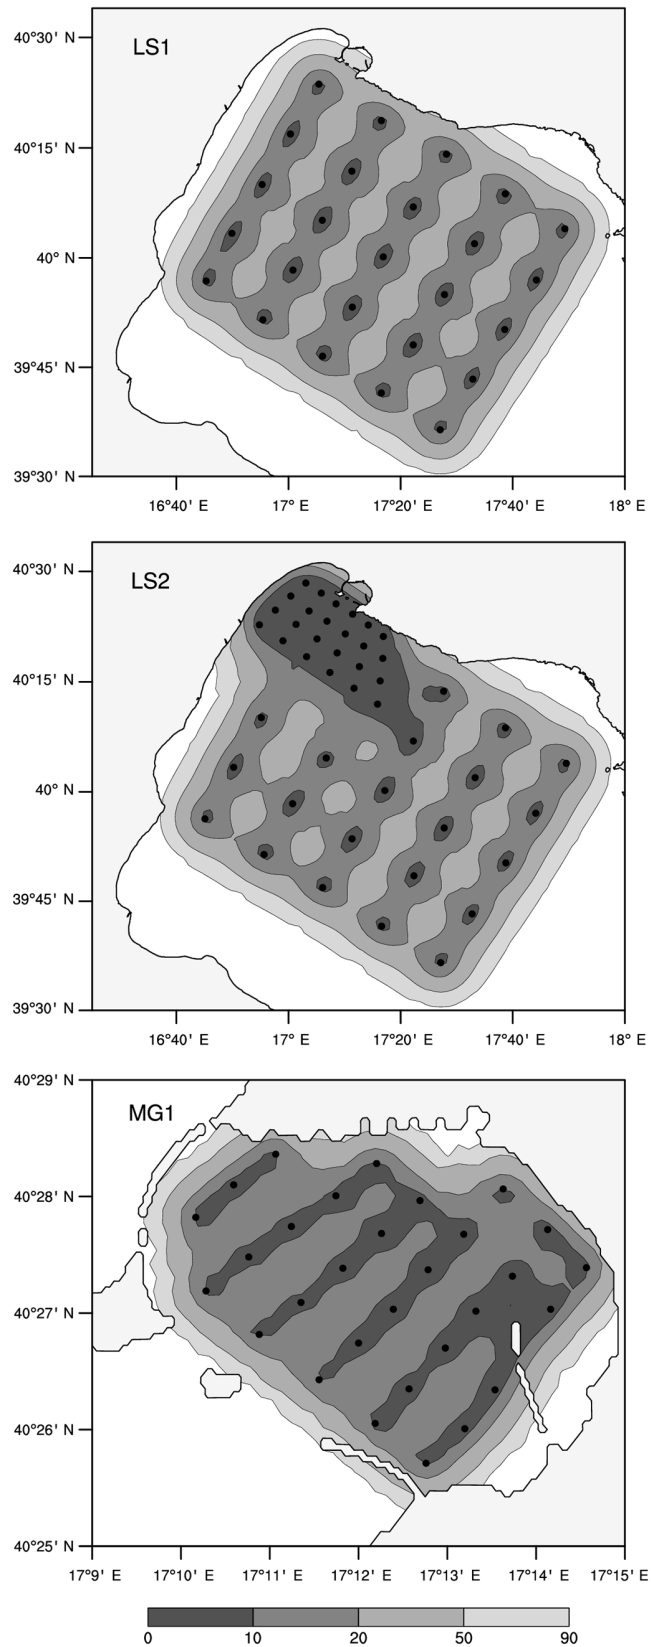 LS1
40°30' N
40°15' N
40° N
39°45' N
39°30' N
16°40' E 17° E 17°20' E 17°40' E 18° E
LS2
40°30' N
40°15' N
40° N
39°45' N
39°30' N
16°40' E 17° E 17°20' E 17°40' E 18° E
MG1
40°29' N
40°28' N
40°27' N
40°26' N
40°25' N
17°9' E 17°10' E 17°11' E 17°12' E 17°13' E 17°14' E 17°15' E
0 10 20 50 90